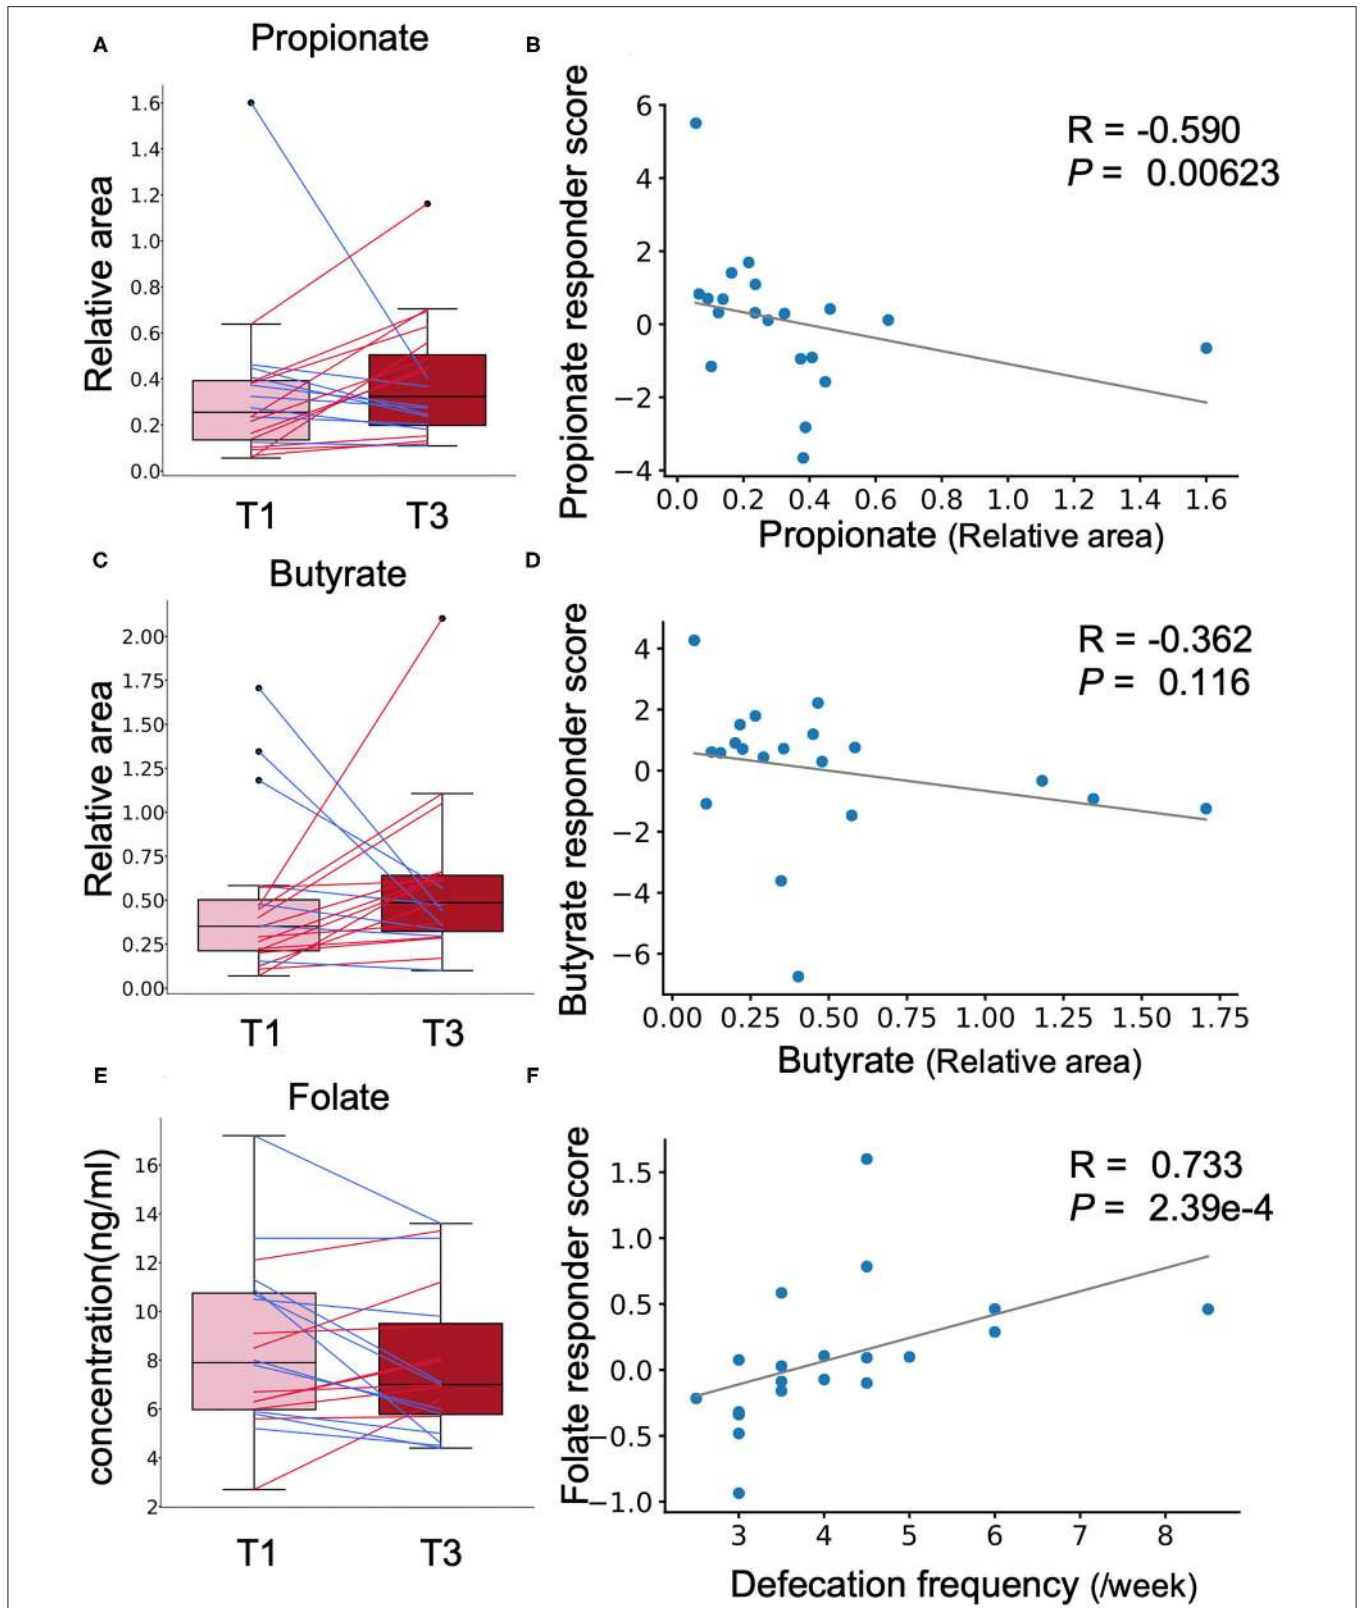 A
Propionate
Relative area
1.6
1.4
1.2
1.0
0.8
0.6
0.4
0.2
0.0
T1
T3
B
Propionate responder score
6
4
2
0
−2
−4
R = -0.590
P = 0.00623
0.0 0.2 0.4 0.6 0.8 1.0 1.2 1.4 1.6
Propionate (Relative area)
C
Butyrate
Relative area
2.00
1.75
1.50
1.25
1.00
0.75
0.50
0.25
0.00
T1
T3
D
Butyrate responder score
4
2
0
−2
−4
−6
R = -0.362
P = 0.116
0.00 0.25 0.50 0.75 1.00 1.25 1.50 1.75
Butyrate (Relative area)
E
Folate
concentration(ng/ml)
16
14
12
10
8
6
4
2
T1
T3
F
Folate responder score
1.5
1.0
0.5
0.0
−0.5
−1.0
R = 0.733
P = 2.39e-4
3 4 5 6 7 8
Defecation frequency (/week)